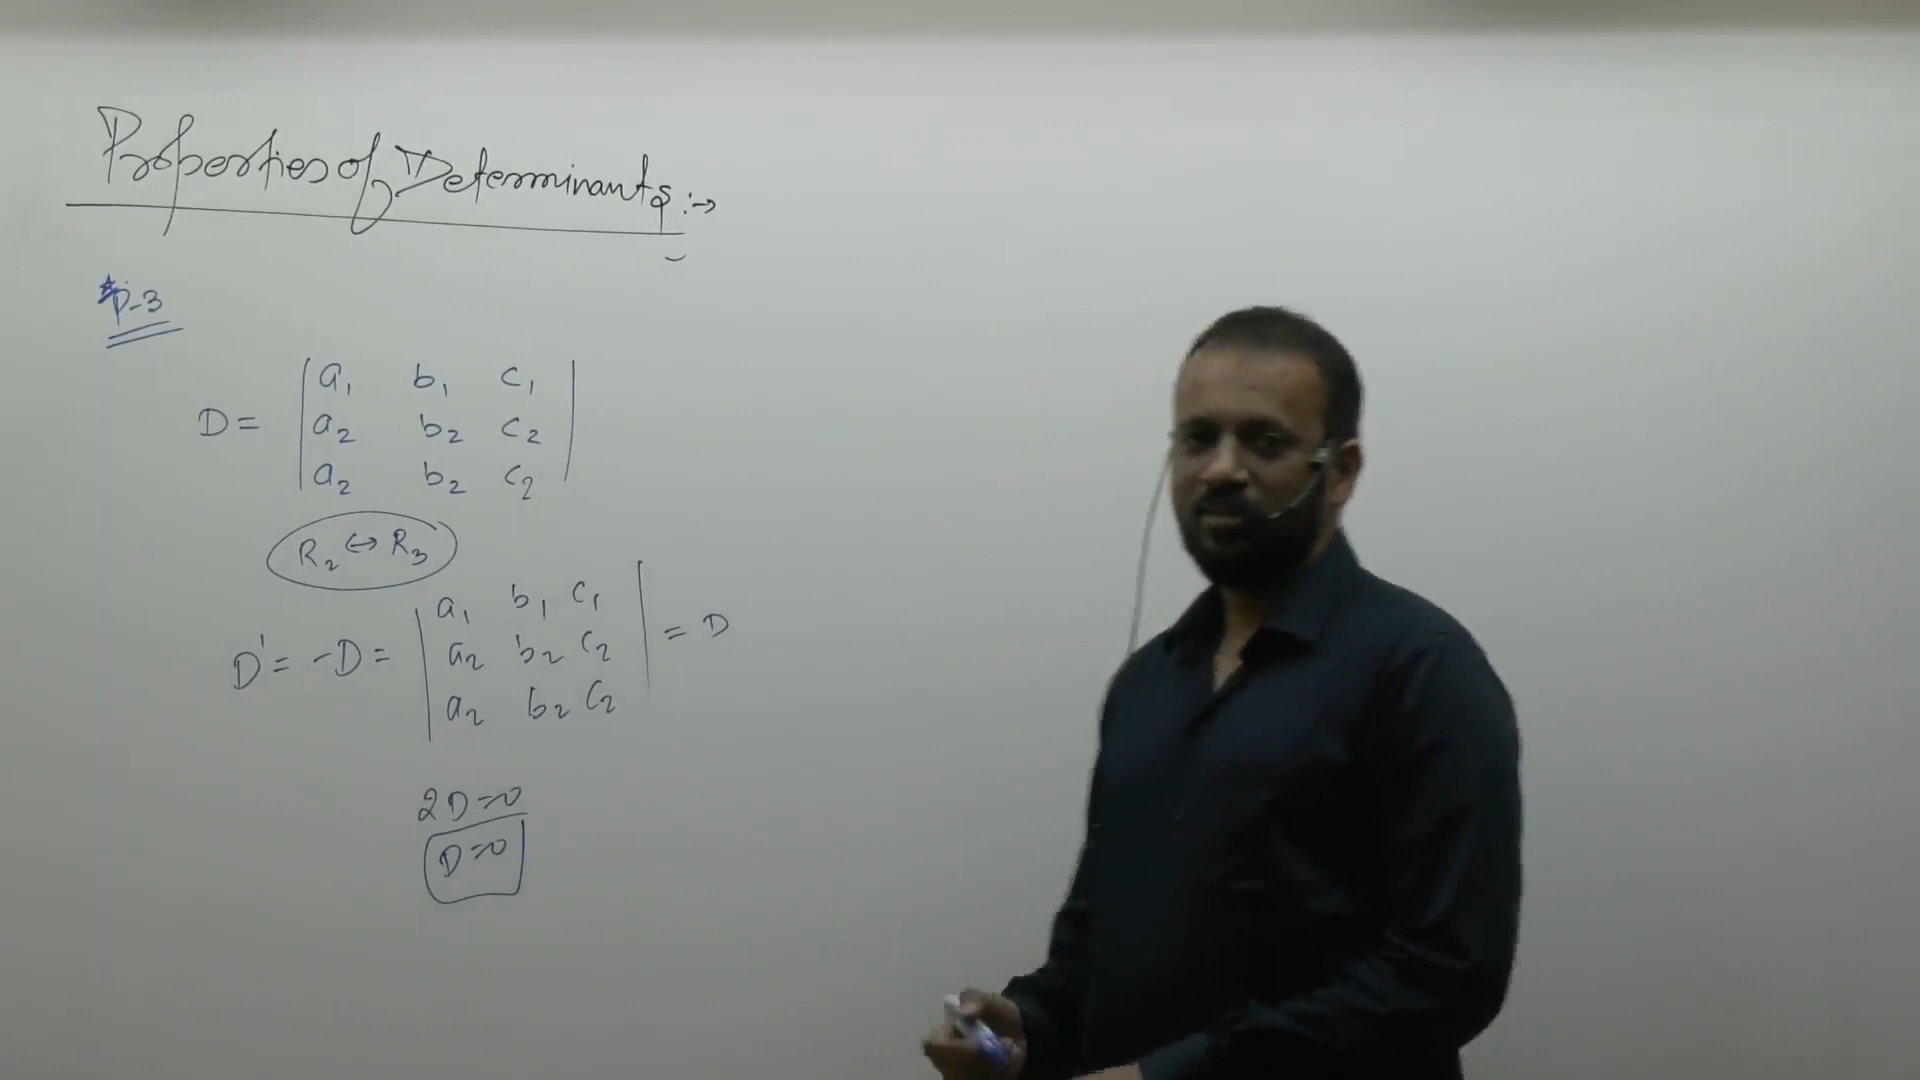 Properties of Determinants :→
*P-3
D = | a₁ b₁ c₁ |
| a₂ b₂ c₂ |
| a₂ b₂ c₂ |
R₂ ↔ R₃
D' = -D = | a₁ b₁ c₁ | = D
| a₂ b₂ c₂ |
| a₂ b₂ c₂ |
2D=0
D=0